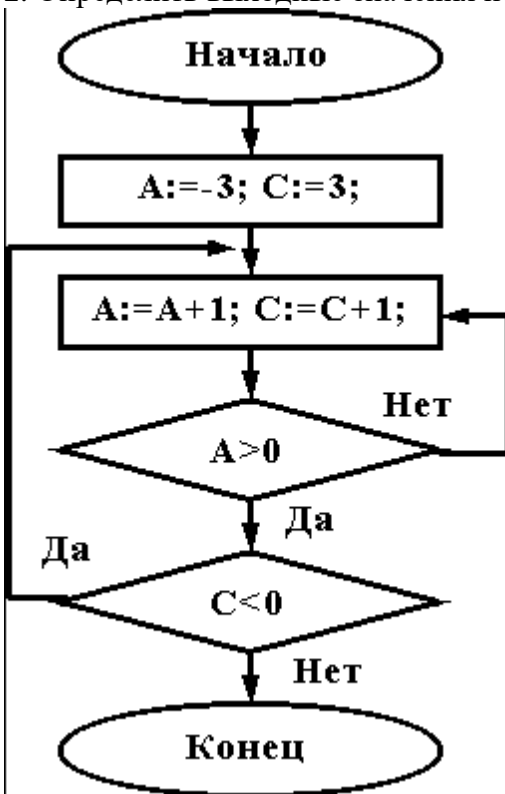 Начало
A:=-3; C:=3;
A:=A+1; C:=C+1;
Нет
A>0
Да
Да
C<0
Нет
Конец